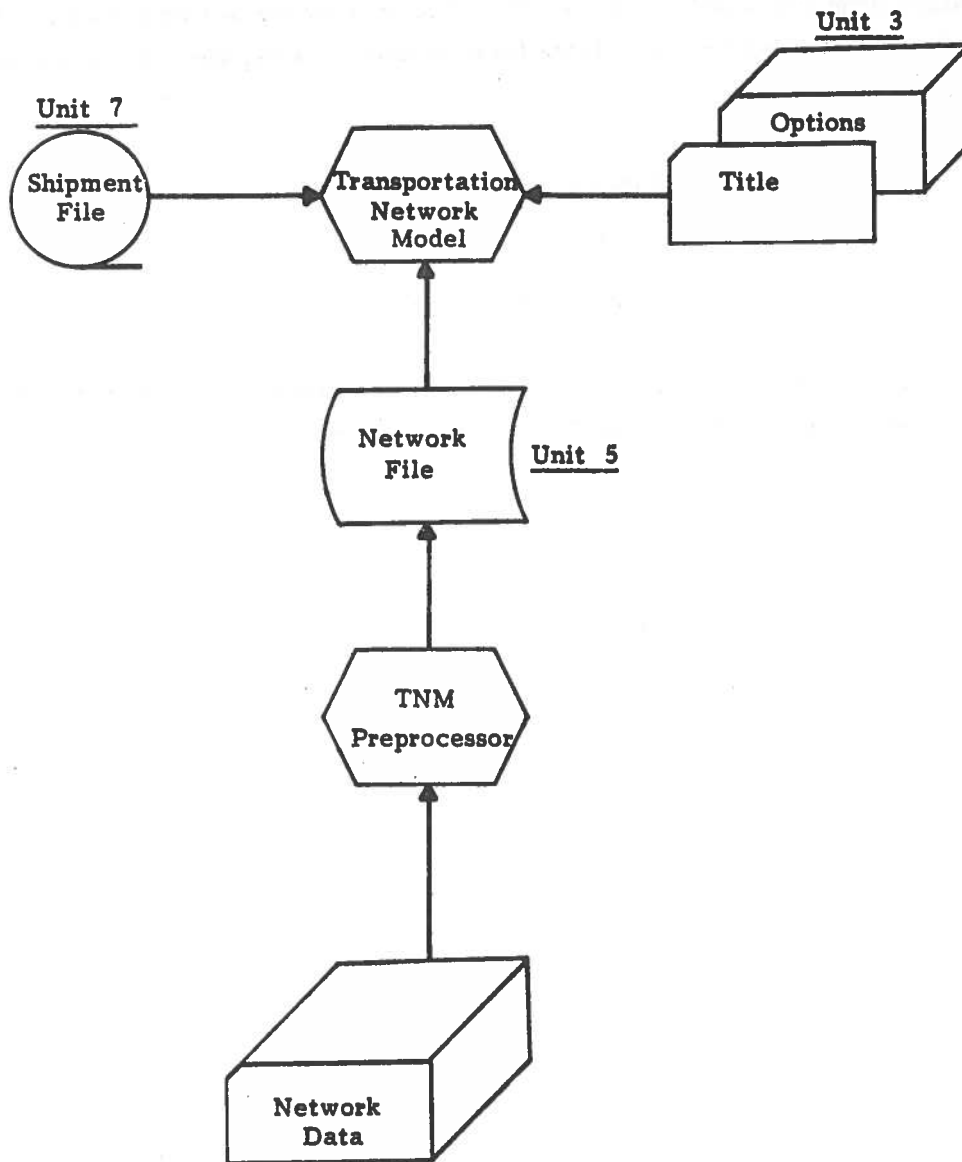 Unit 3
Unit 7
Options
Shipment
File
Transportation
Network
Model
Title
Network
File
Unit 5
TNM
Preprocessor
Network
Data